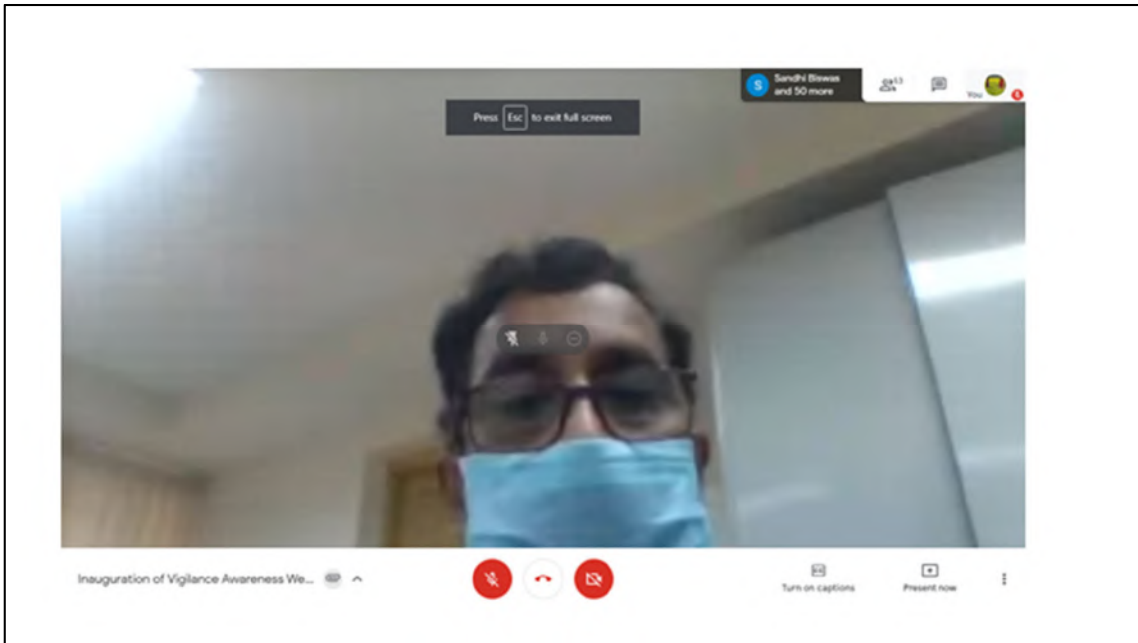 S
Sandhi Biswas
and 50 more
53
You
Press Esc to exit full screen
Inauguration of Vigilance Awareness We...
Turn on captions
Present now